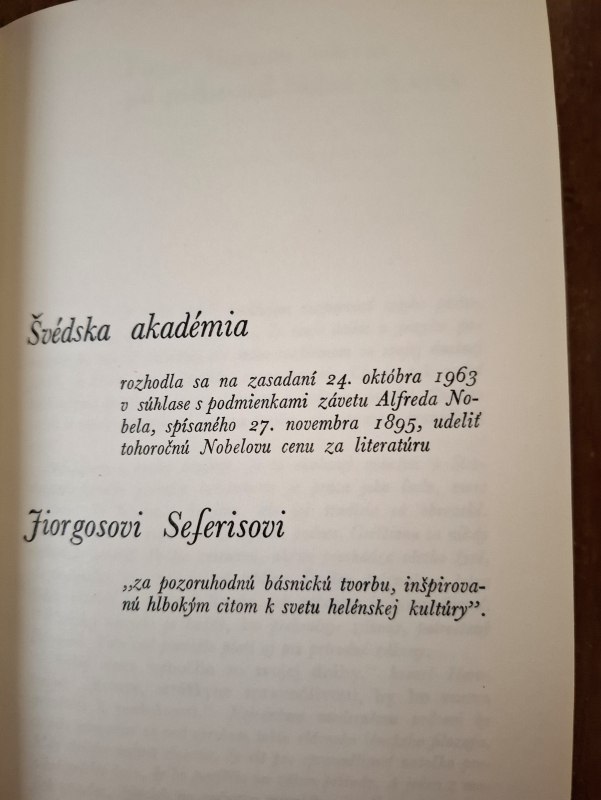 Švédska akadémia
rozhodla sa na zasadaní 24. októbra 1963
v súhlase s podmienkami závetu Alfreda No-
bela, spísaného 27. novembra 1895, udeliť
tohoročnú Nobelovu cenu za literatúru
Jiorgosovi Seferisovi
„za pozoruhodnú básnickú tvorbu, inšpirova-
nú hlbokým citom k svetu helénskej kultúry”.